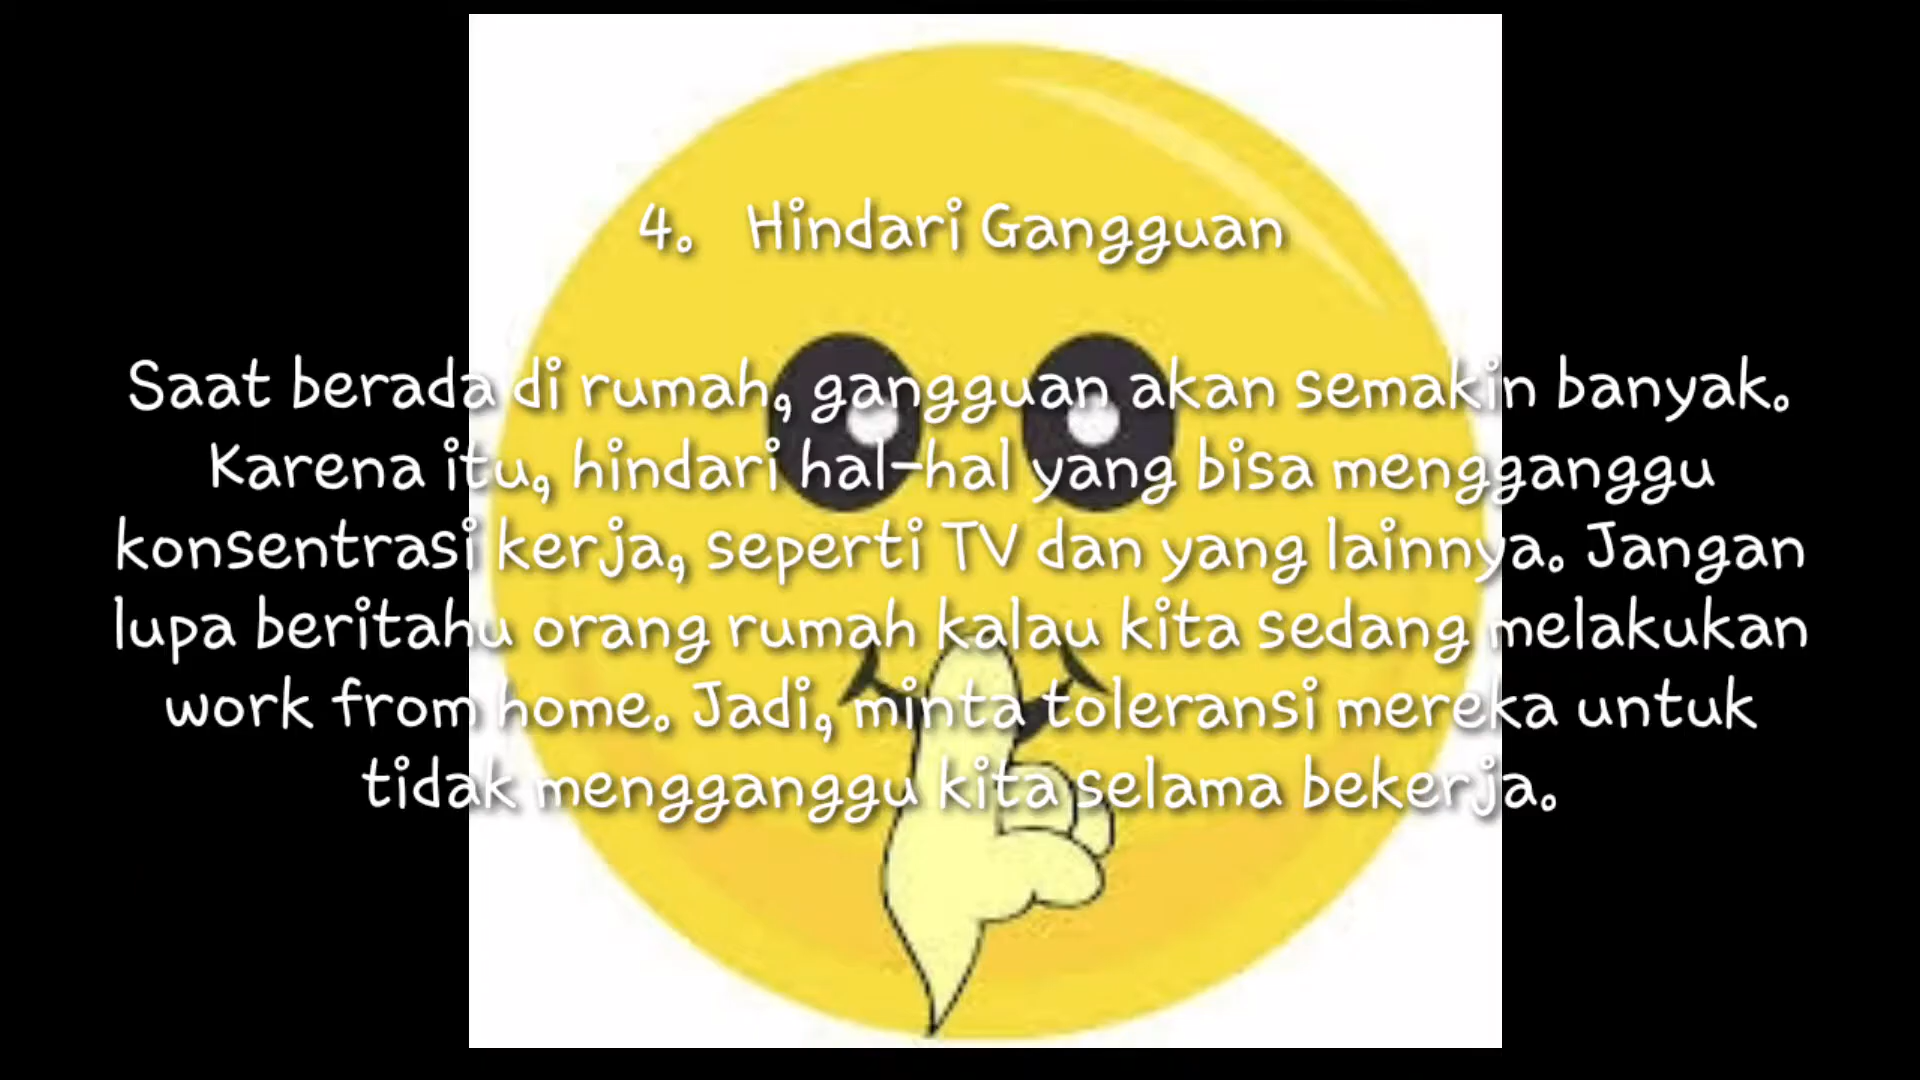 4. Hindari Gangguan
Saat berada di rumah, gangguan akan semakin banyak.
Karena itu, hindari hal-hal yang bisa mengganggu
konsentrasi kerja, seperti TV dan yang lainnya. Jangan
lupa beritahu orang rumah kalau kita sedang melakukan
work from home. Jadi, minta toleransi mereka untuk
tidak mengganggu kita selama bekerja.